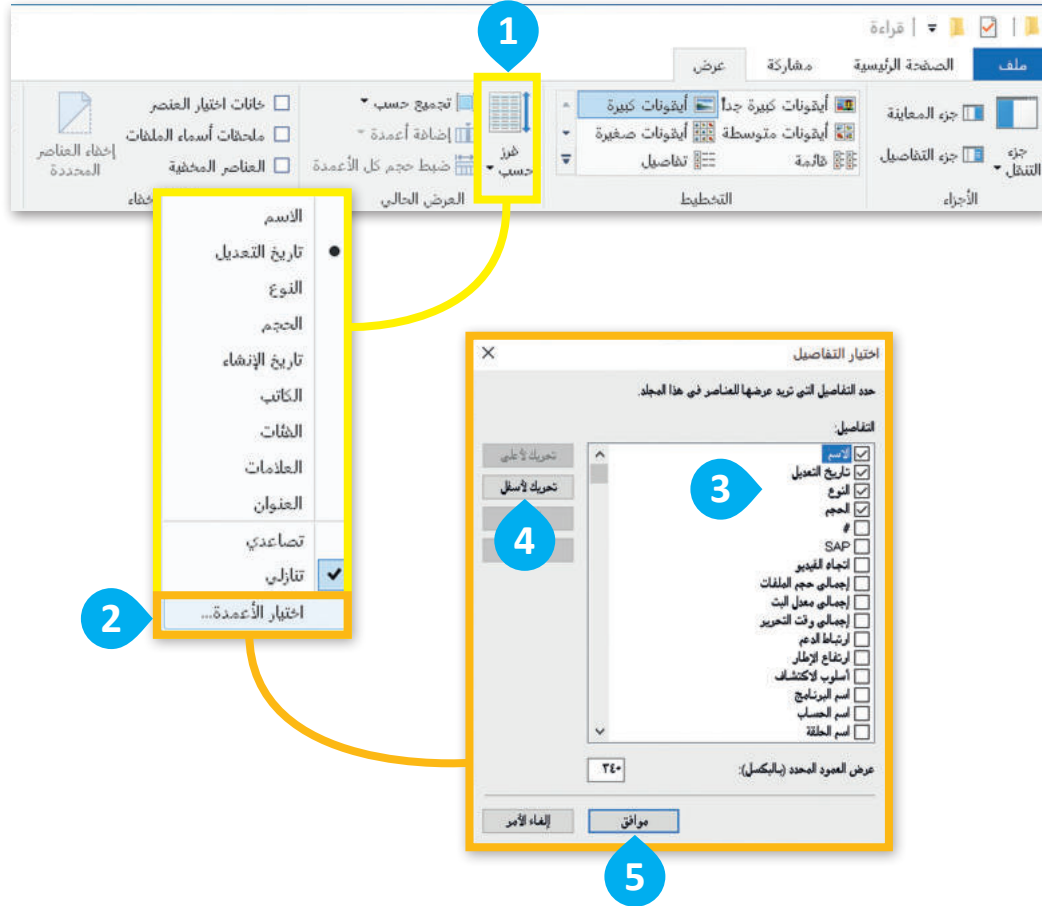 1
قراءة
ملف
الصفحة الرئيسية
مشاركة
عرض
جزء التنقل
جزء المعاينة
جزء التفاصيل
الأجزاء
أيقونات كبيرة جداً
أيقونات كبيرة
أيقونات متوسطة
أيقونات صغيرة
قائمة
تفاصيل
التخطيط
فرز
حسب
تجميع حسب
إضافة أعمدة
ضبط حجم كل الأعمدة
العرض الحالي
خانات اختيار العنصر
ملحقات أسماء الملفات
العناصر المخفية
إخفاء العناصر
المحددة
خفاء
الاسم
تاريخ التعديل
النوع
الحجم
تاريخ الإنشاء
الكاتب
الفئات
العلامات
العنوان
تصاعدي
تنازلي
اختيار الأعمدة...
2
اختيار التفاصيل
حدد التفاصيل التي تريد عرضها للعناصر في هذا المجلد.
التفاصيل:
الاسم
تاريخ التعديل
النوع
الحجم
#
SAP
اتجاه الفيديو
إجمالي حجم الملفات
إجمالي معدل البت
إجمالي وقت التحرير
ارتباط الدعم
ارتفاع الإطار
أسلوب لاكتشاف
اسم البرنامج
اسم الحساب
اسم الحلقة
3
تحريك لأعلى
تحريك لأسفل
4
عرض العمود المحدد (بالبكسل):
٣٤٠
موافق
إلغاء الأمر
5